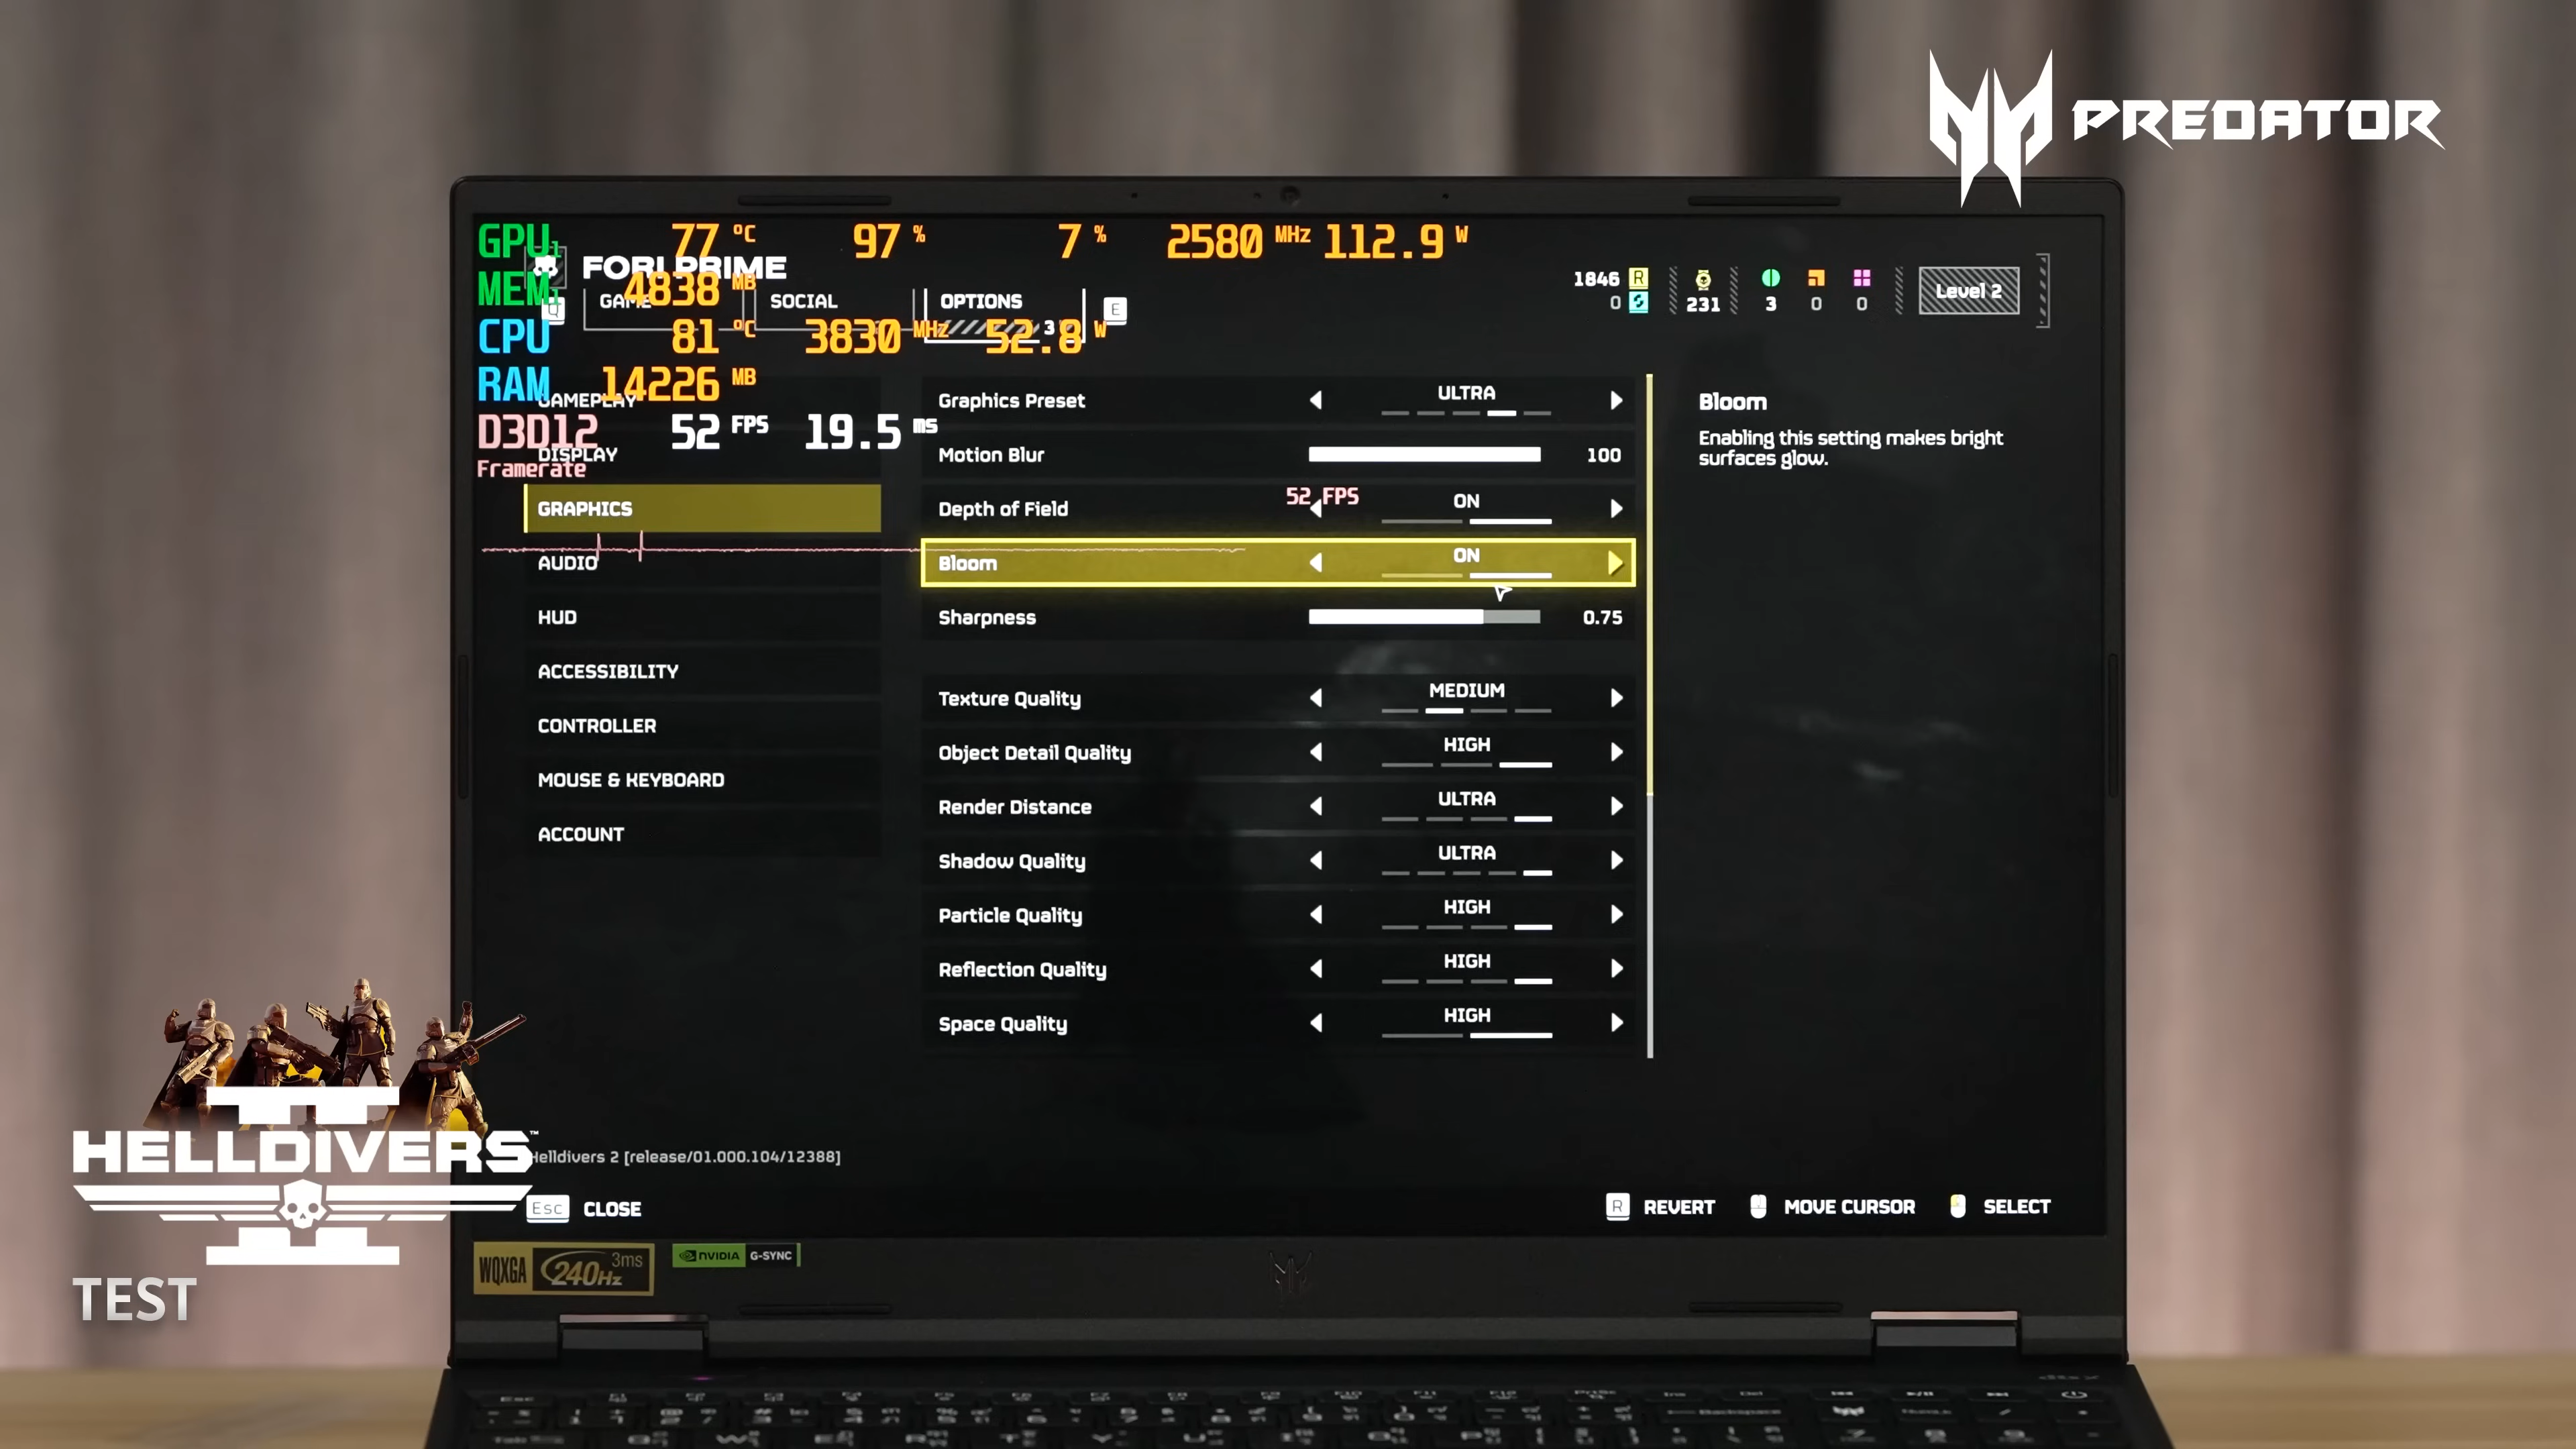 PREDATOR
GPU1 77 °C 97 % 7 % 2580 MHz 112.9 W
FORI PRIME
MEM1 4838 MB
Q GAME SOCIAL OPTIONS E
1846 R
0 S 231 3 0 0 Level 2
CPU 81 °C 3830 MHz 52.8 W
3
RAM 14226 MB
GAMEPLAY
D3D12 52 FPS 19.5 ms
DISPLAY
Framerate
GRAPHICS
AUDIO
HUD
ACCESSIBILITY
CONTROLLER
MOUSE & KEYBOARD
ACCOUNT
Graphics Preset ULTRA
Motion Blur 100
52 FPS
Depth of Field ON
Bloom ON
Sharpness 0.75
Texture Quality MEDIUM
Object Detail Quality HIGH
Render Distance ULTRA
Shadow Quality ULTRA
Particle Quality HIGH
Reflection Quality HIGH
Space Quality HIGH
Bloom
Enabling this setting makes bright
surfaces glow.
Helldivers 2 [release/01.000.104/12388]
Esc CLOSE
R REVERT MOVE CURSOR SELECT
HELLDIVERS™
II
TEST
WQXGA 240Hz 3ms
NVIDIA G-SYNC